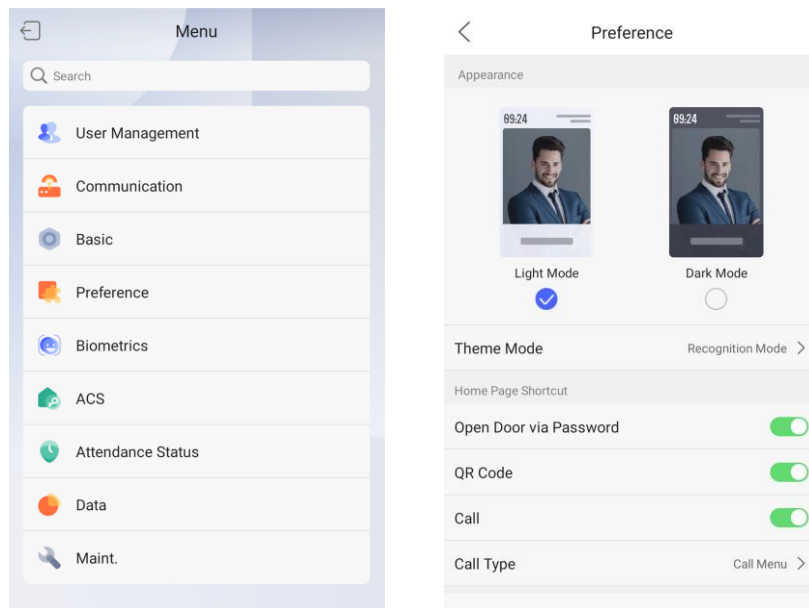 Menu
Search
User Management
Communication
Basic
Preference
Biometrics
ACS
Attendance Status
Data
Maint.
Preference
Appearance
09:24
09:24
Light Mode
Dark Mode
Theme Mode
Recognition Mode
Home Page Shortcut
Open Door via Password
QR Code
Call
Call Type
Call Menu